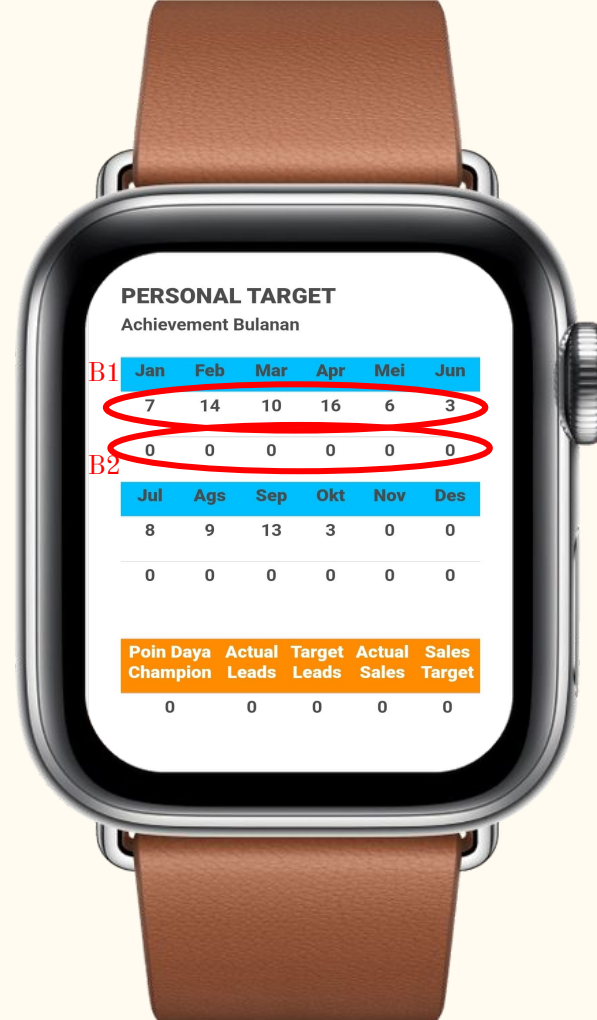 PERSONAL TARGET
Achievement Bulanan
B1 Jan Feb Mar Apr Mei Jun
7 14 10 16 6 3
B2 0 0 0 0 0 0
Jul Ags Sep Okt Nov Des
8 9 13 3 0 0
0 0 0 0 0 0
Poin Daya Champion Actual Leads Target Leads Actual Sales Sales Target
0 0 0 0 0